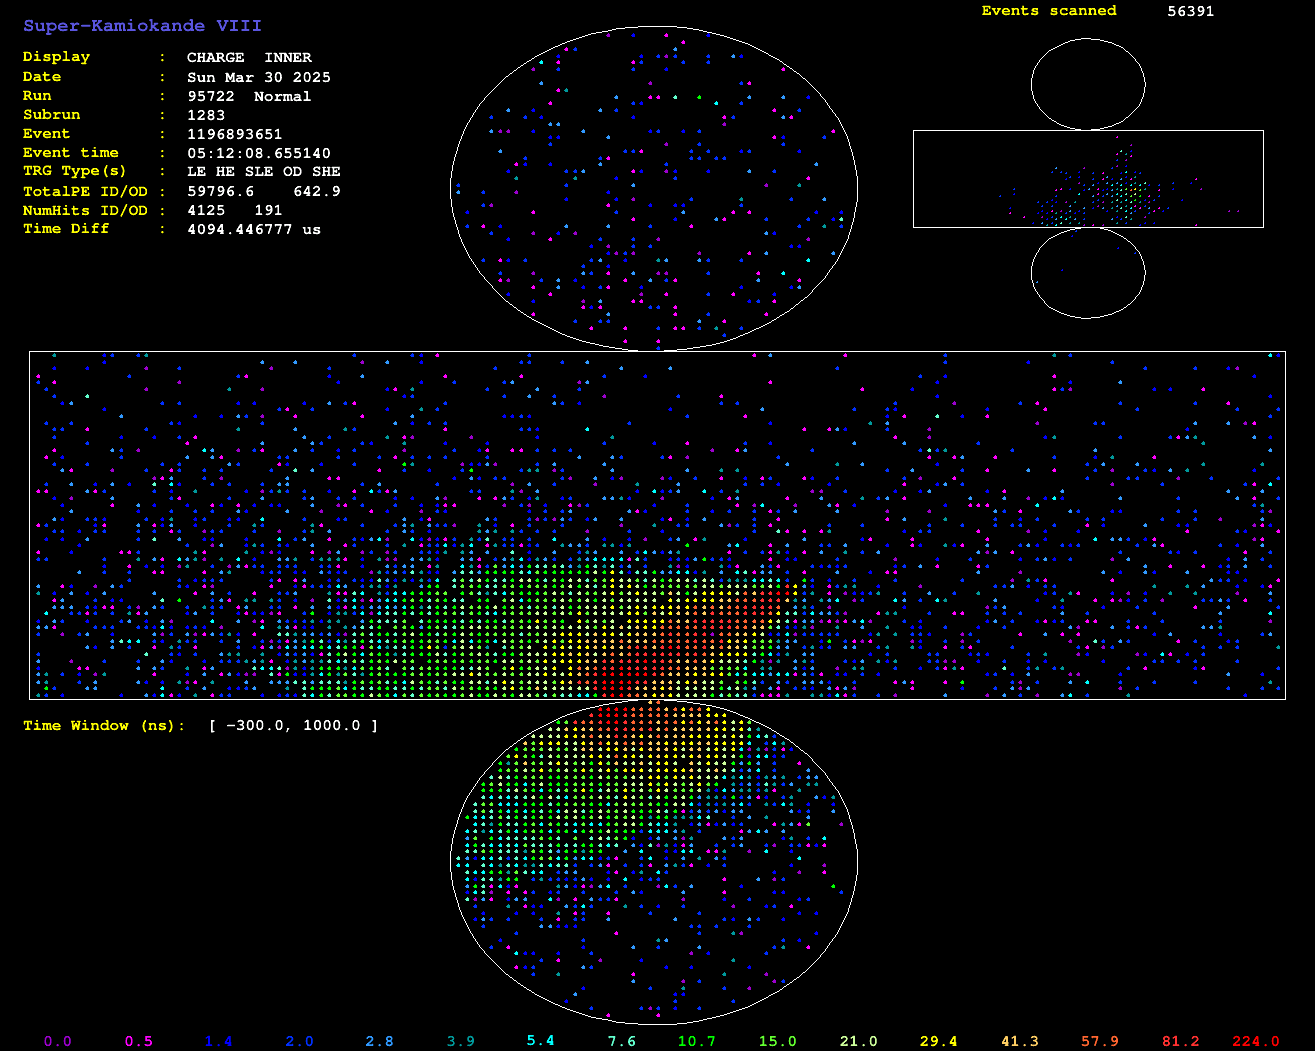 Super-Kamiokande VIII
Events scanned 56391
Display : CHARGE INNER
Date : Sun Mar 30 2025
Run : 95722 Normal
Subrun : 1283
Event : 1196893651
Event time : 05:12:08.655140
TRG Type(s) : LE HE SLE OD SHE
TotalPE ID/OD : 59796.6 642.9
NumHits ID/OD : 4125 191
Time Diff : 4094.446777 us
Time Window (ns): [ -300.0, 1000.0 ]
0.0 0.5 1.4 2.0 2.8 3.9 5.4 7.6 10.7 15.0 21.0 29.4 41.3 57.9 81.2 224.0